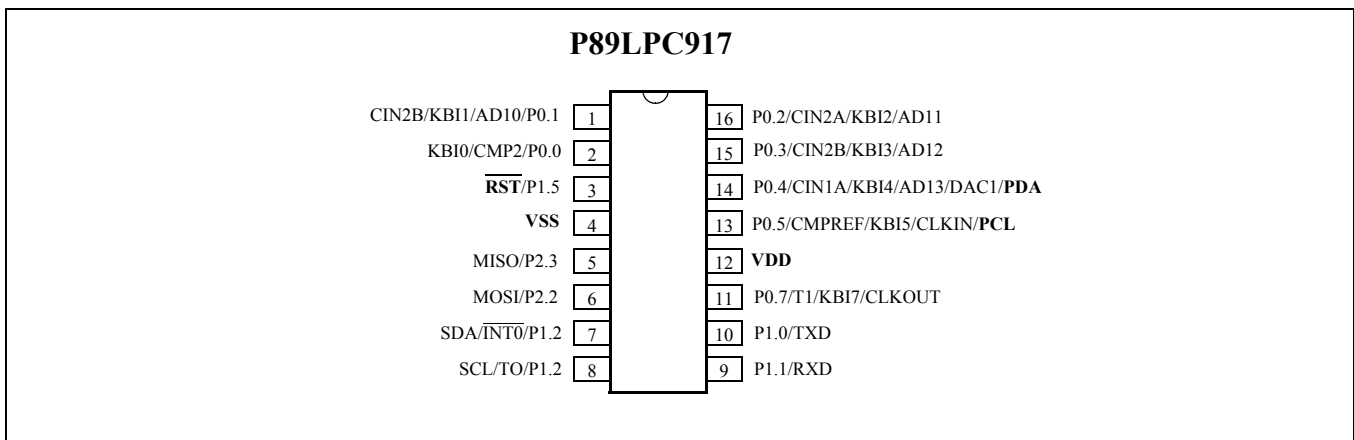 P89LPC917
CIN2B/KBI1/AD10/P0.1 1
KBI0/CMP2/P0.0 2
RST/P1.5 3
VSS 4
MISO/P2.3 5
MOSI/P2.2 6
SDA/INT0/P1.2 7
SCL/TO/P1.2 8
16 P0.2/CIN2A/KBI2/AD11
15 P0.3/CIN2B/KBI3/AD12
14 P0.4/CIN1A/KBI4/AD13/DAC1/PDA
13 P0.5/CMPREF/KBI5/CLKIN/PCL
12 VDD
11 P0.7/T1/KBI7/CLKOUT
10 P1.0/TXD
9 P1.1/RXD